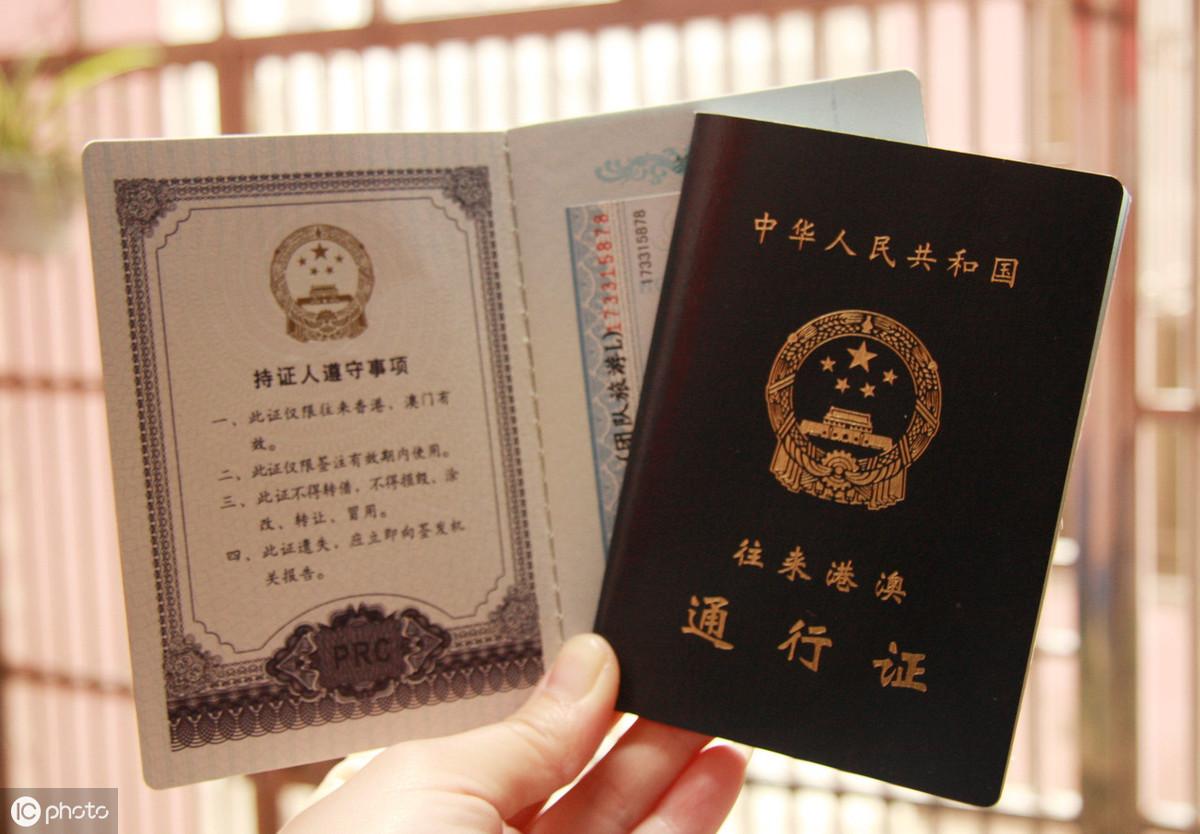 持证人遵守事项
一、此证仅限往来香港、澳门有
效。
二、此证仅限签注有效期内使用。
三、此证不得转借，不得损毁、涂
改、转让、冒用。
四、此证遗失，应立即向签发机
关报告。
PRC
173315878
173315878
(团队旅游L)
中华人民共和国
往来港澳
通行证
IC photo